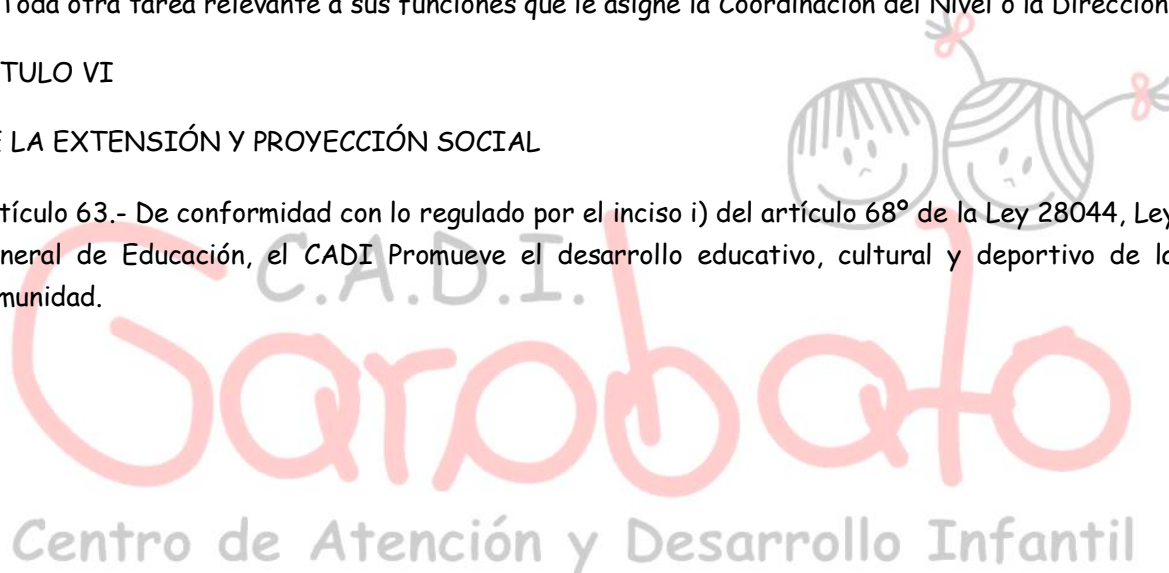 Toda otra tarea relevante a sus funciones que le asigne la Coordinación del Nivel o la Dirección
TULO VI
LA EXTENSIÓN Y PROYECCIÓN SOCIAL
tículo 63.- De conformidad con lo regulado por el inciso i) del artículo 68º de la Ley 28044, Ley
neral de Educación, el CADI Promueve el desarrollo educativo, cultural y deportivo de la
munidad.
C.A.D.I.
Garabato
Centro de Atención y Desarrollo Infantil